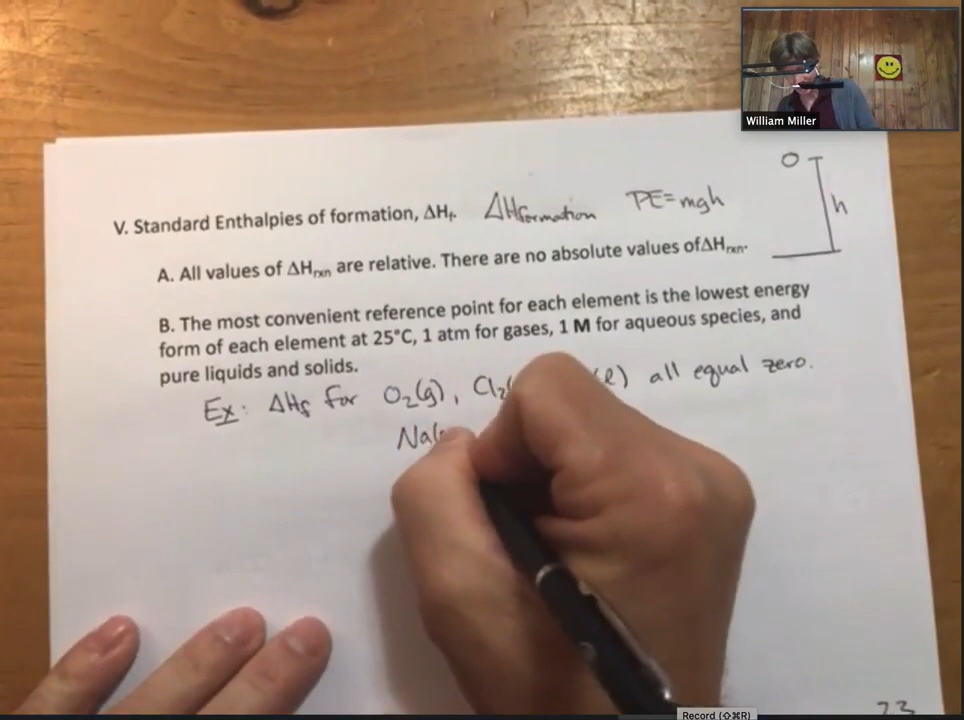 William Miller
V. Standard Enthalpies of formation, ΔHf. ΔHformation PE=mgh
O
h
A. All values of ΔHrxn are relative. There are no absolute values ofΔHrxn.
B. The most convenient reference point for each element is the lowest energy
form of each element at 25°C, 1 atm for gases, 1 M for aqueous species, and
pure liquids and solids.
Ex: ΔHf for O2(g), Cl2( l) all equal zero.
Na(
Record (⇧⌘R)